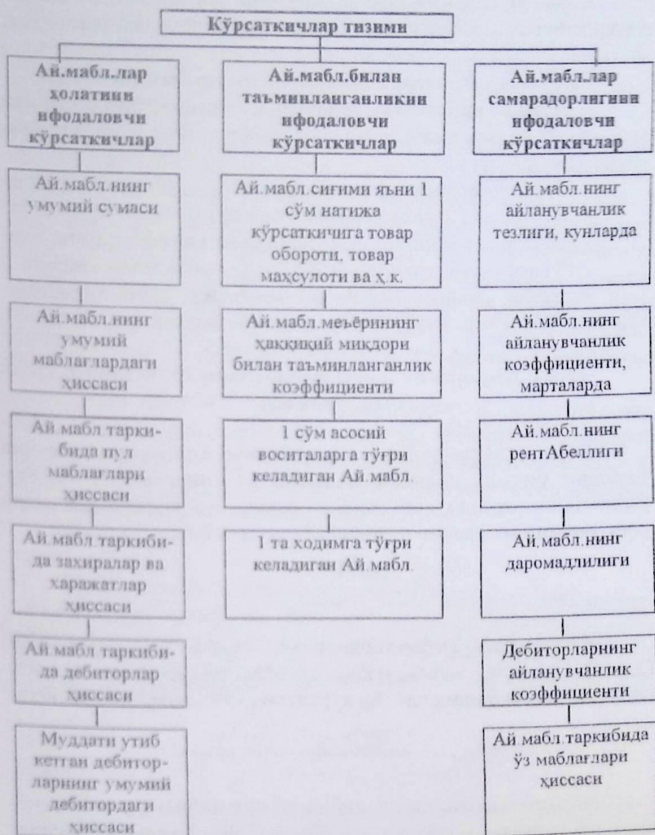 Кўрсаткичлар тизими
Ай.мабл.лар
ҳолатини
ифодаловчи
кўрсаткичлар
Ай.мабл.нинг
умумий сумаси
Ай.мабл.нинг
умумий
маблағлардаги
ҳиссаси
Ай мабл тарки-
бида пул
маблағлари
ҳиссаси
Ай мабл таркиби-
да захиралар ва
харажатлар
ҳиссаси
Ай мабл таркиби-
да дебиторлар
ҳиссаси
Муддати утиб
кетган дебитор-
ларнинг умумий
дебитордаги
ҳиссаси
Ай.мабл.билан
таъминланганликин
ифодаловчи
кўрсаткичлар
Ай.мабл.сиғими яъни 1
сўм натижа
кўрсаткичига товар
обороти, товар
маҳсулоти ва ҳ.к.
Ай.мабл.меъёрининг
ҳаққиқий миқдори
билан таъминланганлик
коэффициенти
1 сўм асосий
воситаларга тўғри
келадиган Ай.мабл.
1 та ходимга тўғри
келадиган Ай.мабл.
Ай.мабл.лар
самарадорлигини
ифодаловчи
кўрсаткичлар
Ай.мабл.нинг
айланувчанлик
тезлиги, кунларда
Ай.мабл.нинг
айланувчанлик
коэффициенти,
марталарда
Ай.мабл.нинг
рентАбеллиги
Ай.мабл.нинг
даромадлилиги
Дебиторларнинг
айланувчанлик
коэффициенти
Ай мабл.таркибида
ўз маблағлари
ҳиссаси